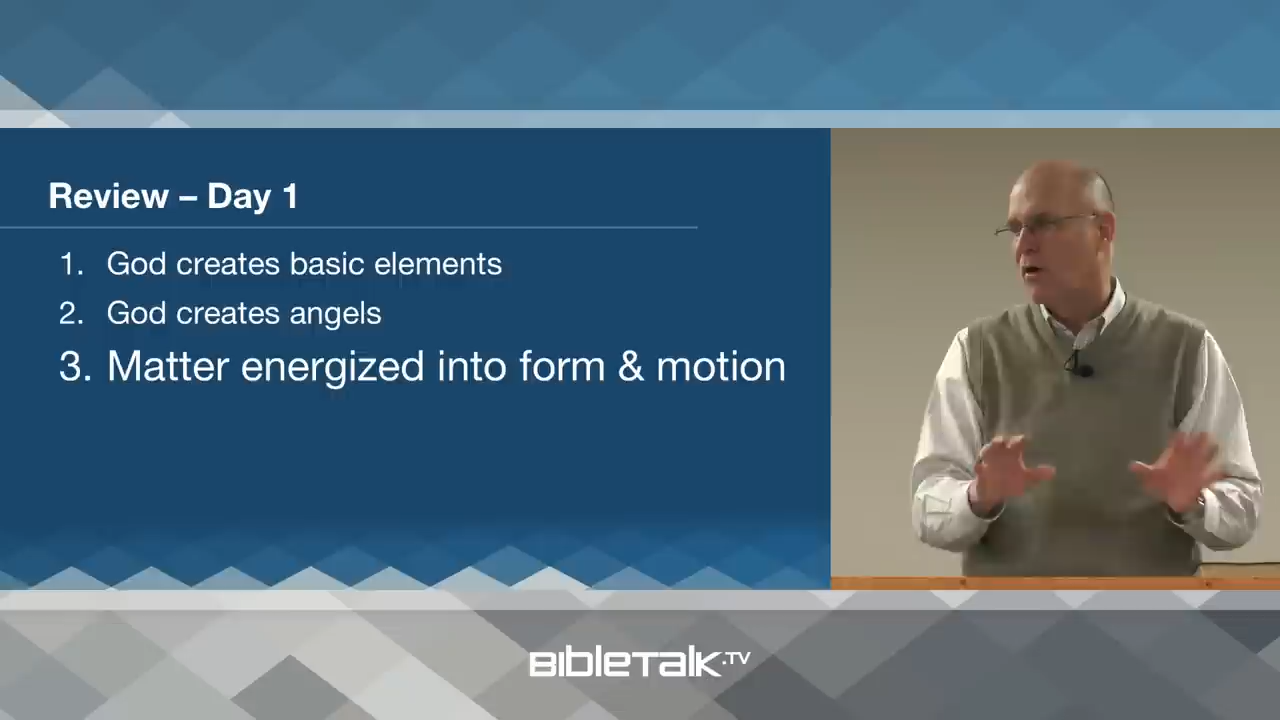 Review – Day 1
1. God creates basic elements
2. God creates angels
3. Matter energized into form & motion
BIBLETALK.TV